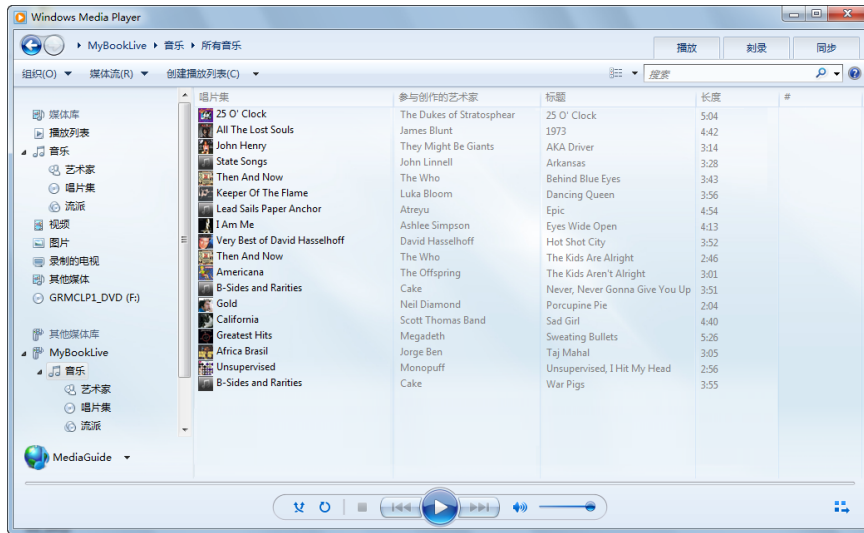 Windows Media Player
MyBookLive ▸ 音乐 ▸ 所有音乐
播放 刻录 同步
组织(O) 媒体流(R) 创建播放列表(C) 搜索
唱片集 参与创作的艺术家 标题 长度 #
媒体库
播放列表
音乐
艺术家
唱片集
流派
视频
图片
录制的电视
其他媒体
GRMCLP1_DVD (F:)
其他媒体库
MyBookLive
音乐
艺术家
唱片集
流派
MediaGuide
25 O' Clock The Dukes of Stratosphear 25 O' Clock 5:04
All The Lost Souls James Blunt 1973 4:42
John Henry They Might Be Giants AKA Driver 3:14
State Songs John Linnell Arkansas 3:28
Then And Now The Who Behind Blue Eyes 3:43
Keeper Of The Flame Luka Bloom Dancing Queen 3:56
Lead Sails Paper Anchor Atreyu Epic 4:54
I Am Me Ashlee Simpson Eyes Wide Open 4:13
Very Best of David Hasselhoff David Hasselhoff Hot Shot City 3:52
Then And Now The Who The Kids Are Alright 2:46
Americana The Offspring The Kids Aren't Alright 3:01
B-Sides and Rarities Cake Never, Never Gonna Give You Up 3:51
Gold Neil Diamond Porcupine Pie 2:04
California Scott Thomas Band Sad Girl 4:40
Greatest Hits Megadeth Sweating Bullets 5:26
Africa Brasil Jorge Ben Taj Mahal 3:05
Unsupervised Monopuff Unsupervised, I Hit My Head 2:56
B-Sides and Rarities Cake War Pigs 3:55